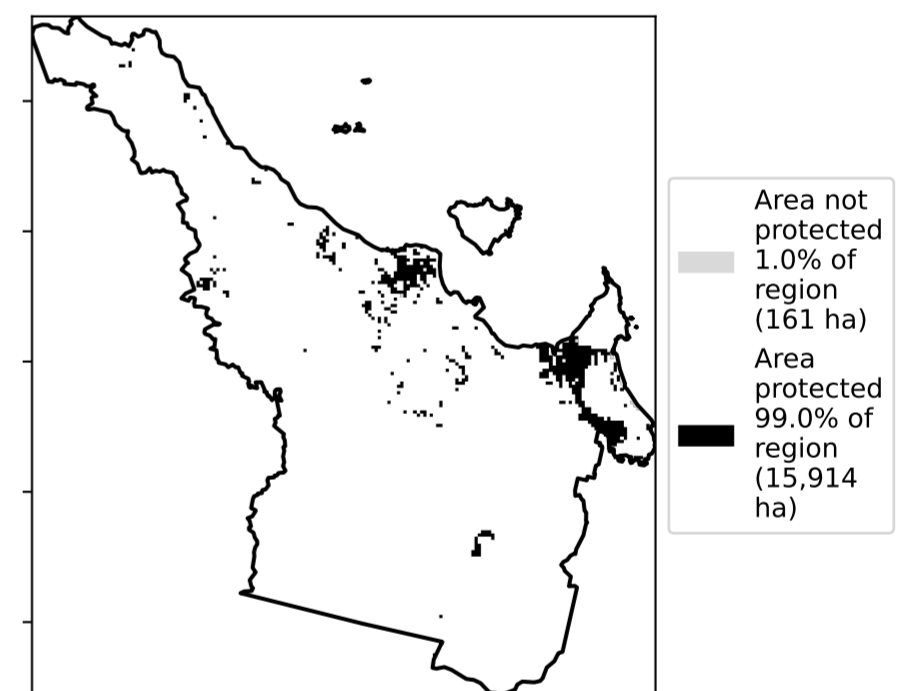 Area not
protected
1.0% of
region
(161 ha)
Area
protected
99.0% of
region
(15,914
ha)